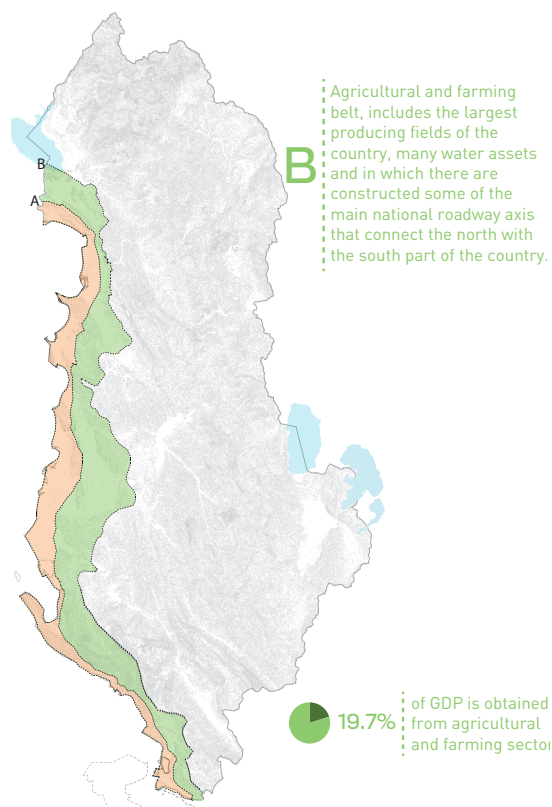 Agricultural and farming
belt, includes the largest
producing fields of the
country, many water assets
and in which there are
constructed some of the
main national roadway axis
that connect the north with
the south part of the country.
B
B
A
19.7%
of GDP is obtained
from agricultural
and farming sector